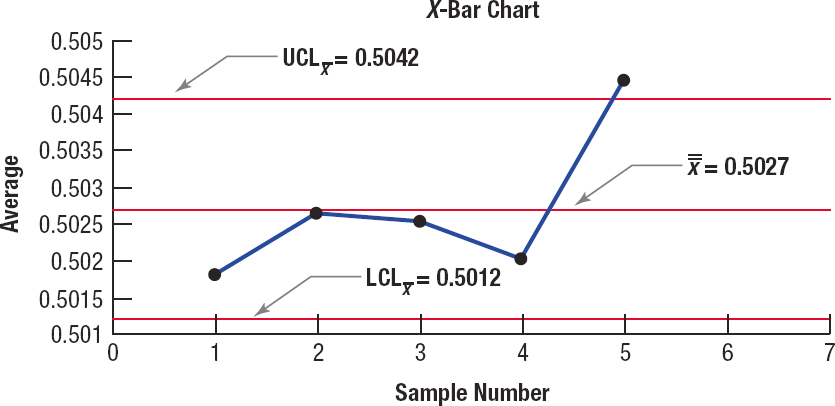 X-Bar Chart
0.505
UCLx̅ = 0.5042
0.5045
0.504
0.5035
x̿ = 0.5027
0.503
0.5025
0.502
LCLx̅ = 0.5012
0.5015
0.501
Average
0 1 2 3 4 5 6 7
Sample Number